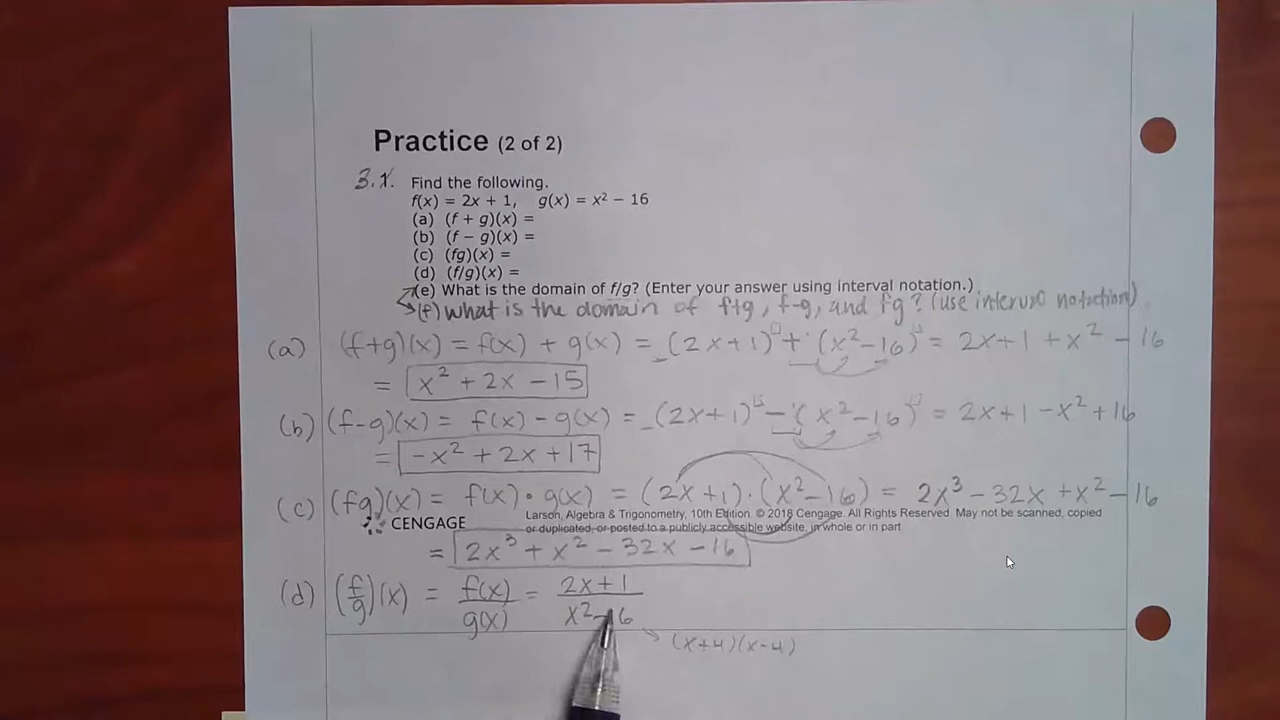 Practice (2 of 2)
3.1. Find the following.
f(x) = 2x + 1, g(x) = x² − 16
(a) (f + g)(x) =
(b) (f − g)(x) =
(c) (fg)(x) =
(d) (f/g)(x) =
(e) What is the domain of f/g? (Enter your answer using interval notation.)
(f) what is the domain of f+g, f-g, and fg? (use interval notation)
(a) (f+g)(x) = f(x) + g(x) = (2x+1) + (x²-16) = 2x+1 +x² -16
= x² + 2x -15
(b) (f-g)(x) = f(x) - g(x) = (2x+1) - (x²-16) = 2x+1 -x² +16
= -x² + 2x +17
(c) (fg)(x) = f(x) • g(x) = (2x+1)·(x²-16) = 2x³ - 32x +x² -16
CENGAGE
Larson, Algebra & Trigonometry, 10th Edition. © 2018 Cengage. All Rights Reserved. May not be scanned, copied
or duplicated, or posted to a publicly accessible website, in whole or in part
= 2x³ + x² - 32x -16
(d) (f/g)(x) = f(x)/g(x) = 2x+1/x²-16
(x+4)(x-4)